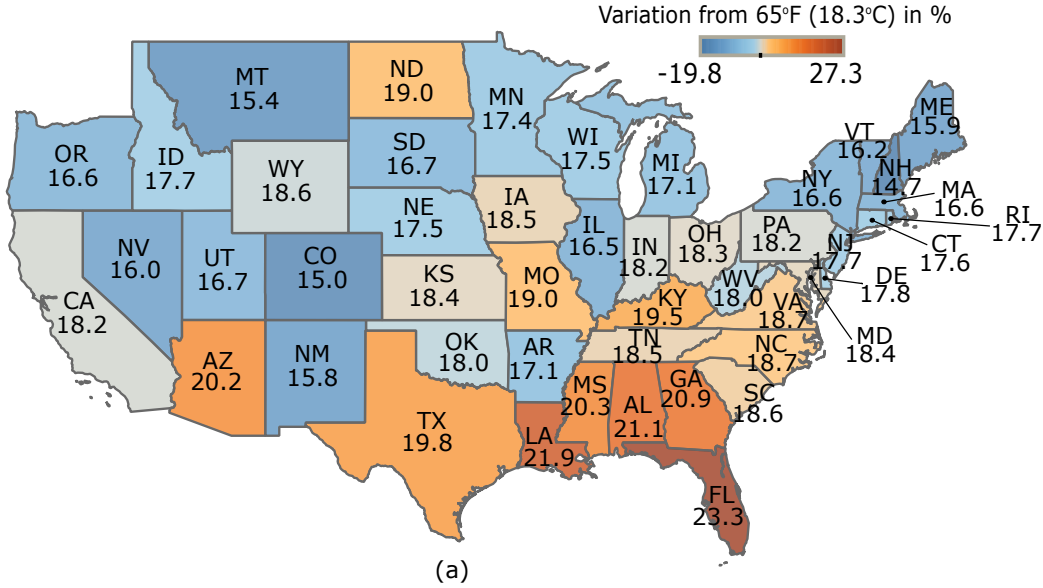 Variation from 65°F (18.3°C) in %
-19.8
27.3
MT
15.4
ND
19.0
MN
17.4
ME
15.9
VT
16.2
OR
16.6
ID
17.7
SD
16.7
WI
17.5
MI
17.1
NH
14.7
WY
18.6
NY
16.6
MA
16.6
RI
17.7
IA
18.5
NE
17.5
IL
16.5
IN
18.2
OH
18.3
PA
18.2
NJ
17.7
CT
17.6
NV
16.0
UT
16.7
CO
15.0
KS
18.4
MO
19.0
WV
18.0
DE
17.8
CA
18.2
KY
19.5
VA
18.7
MD
18.4
AZ
20.2
NM
15.8
OK
18.0
AR
17.1
TN
18.5
NC
18.7
MS
20.3
AL
21.1
GA
20.9
SC
18.6
TX
19.8
LA
21.9
FL
23.3
(a)